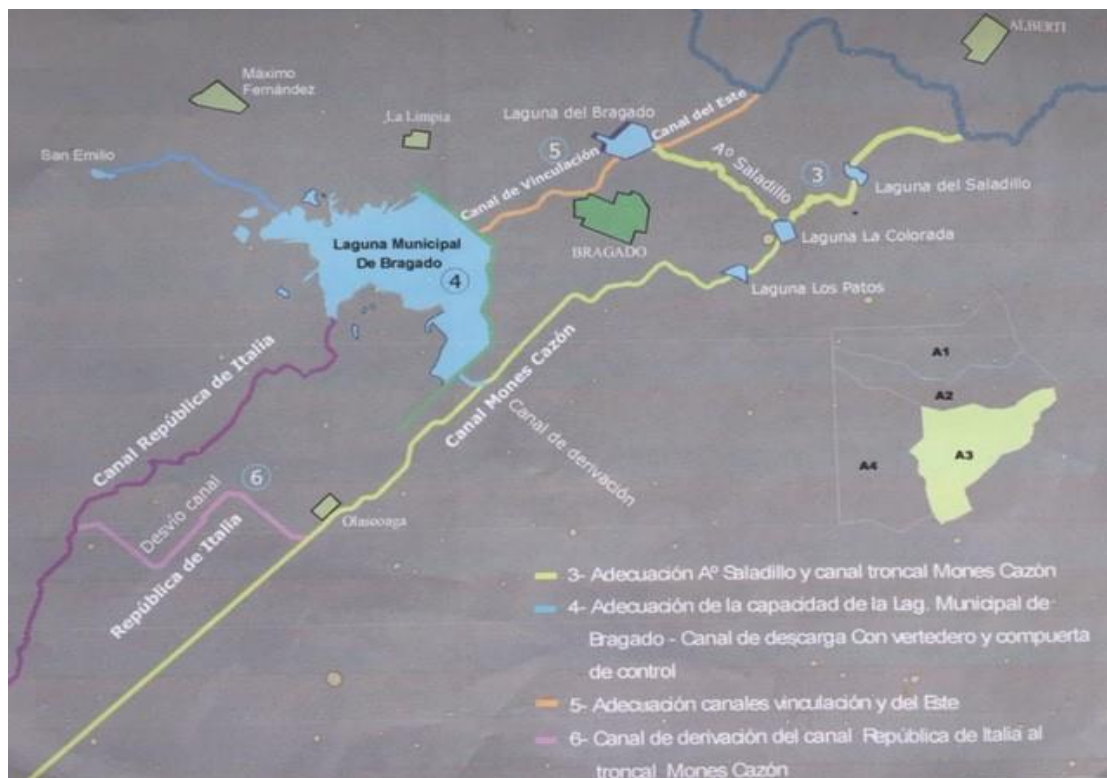 ALBERTI
Máximo
Fernández
La Limpia
Laguna del Bragado
Canal del Este
San Emilio
5
Aº Saladillo
3
Canal de Vinculación
Laguna del Saladillo
BRAGADO
Laguna La Colorada
Laguna Municipal
De Bragado
4
Laguna Los Patos
Canal República de Italia
Canal Mones Cazón
Canal de derivación
A1
A2
A3
A4
6
Desvío canal
República de Italia
Olascoaga
3- Adecuación Aº Saladillo y canal troncal Mones Cazón
4- Adecuación de la capacidad de la Lag. Municipal de
Bragado - Canal de descarga Con vertedero y compuerta
de control
5- Adecuación canales vinculación y del Este
6- Canal de derivación del canal República de Italia al
troncal Mones Cazón